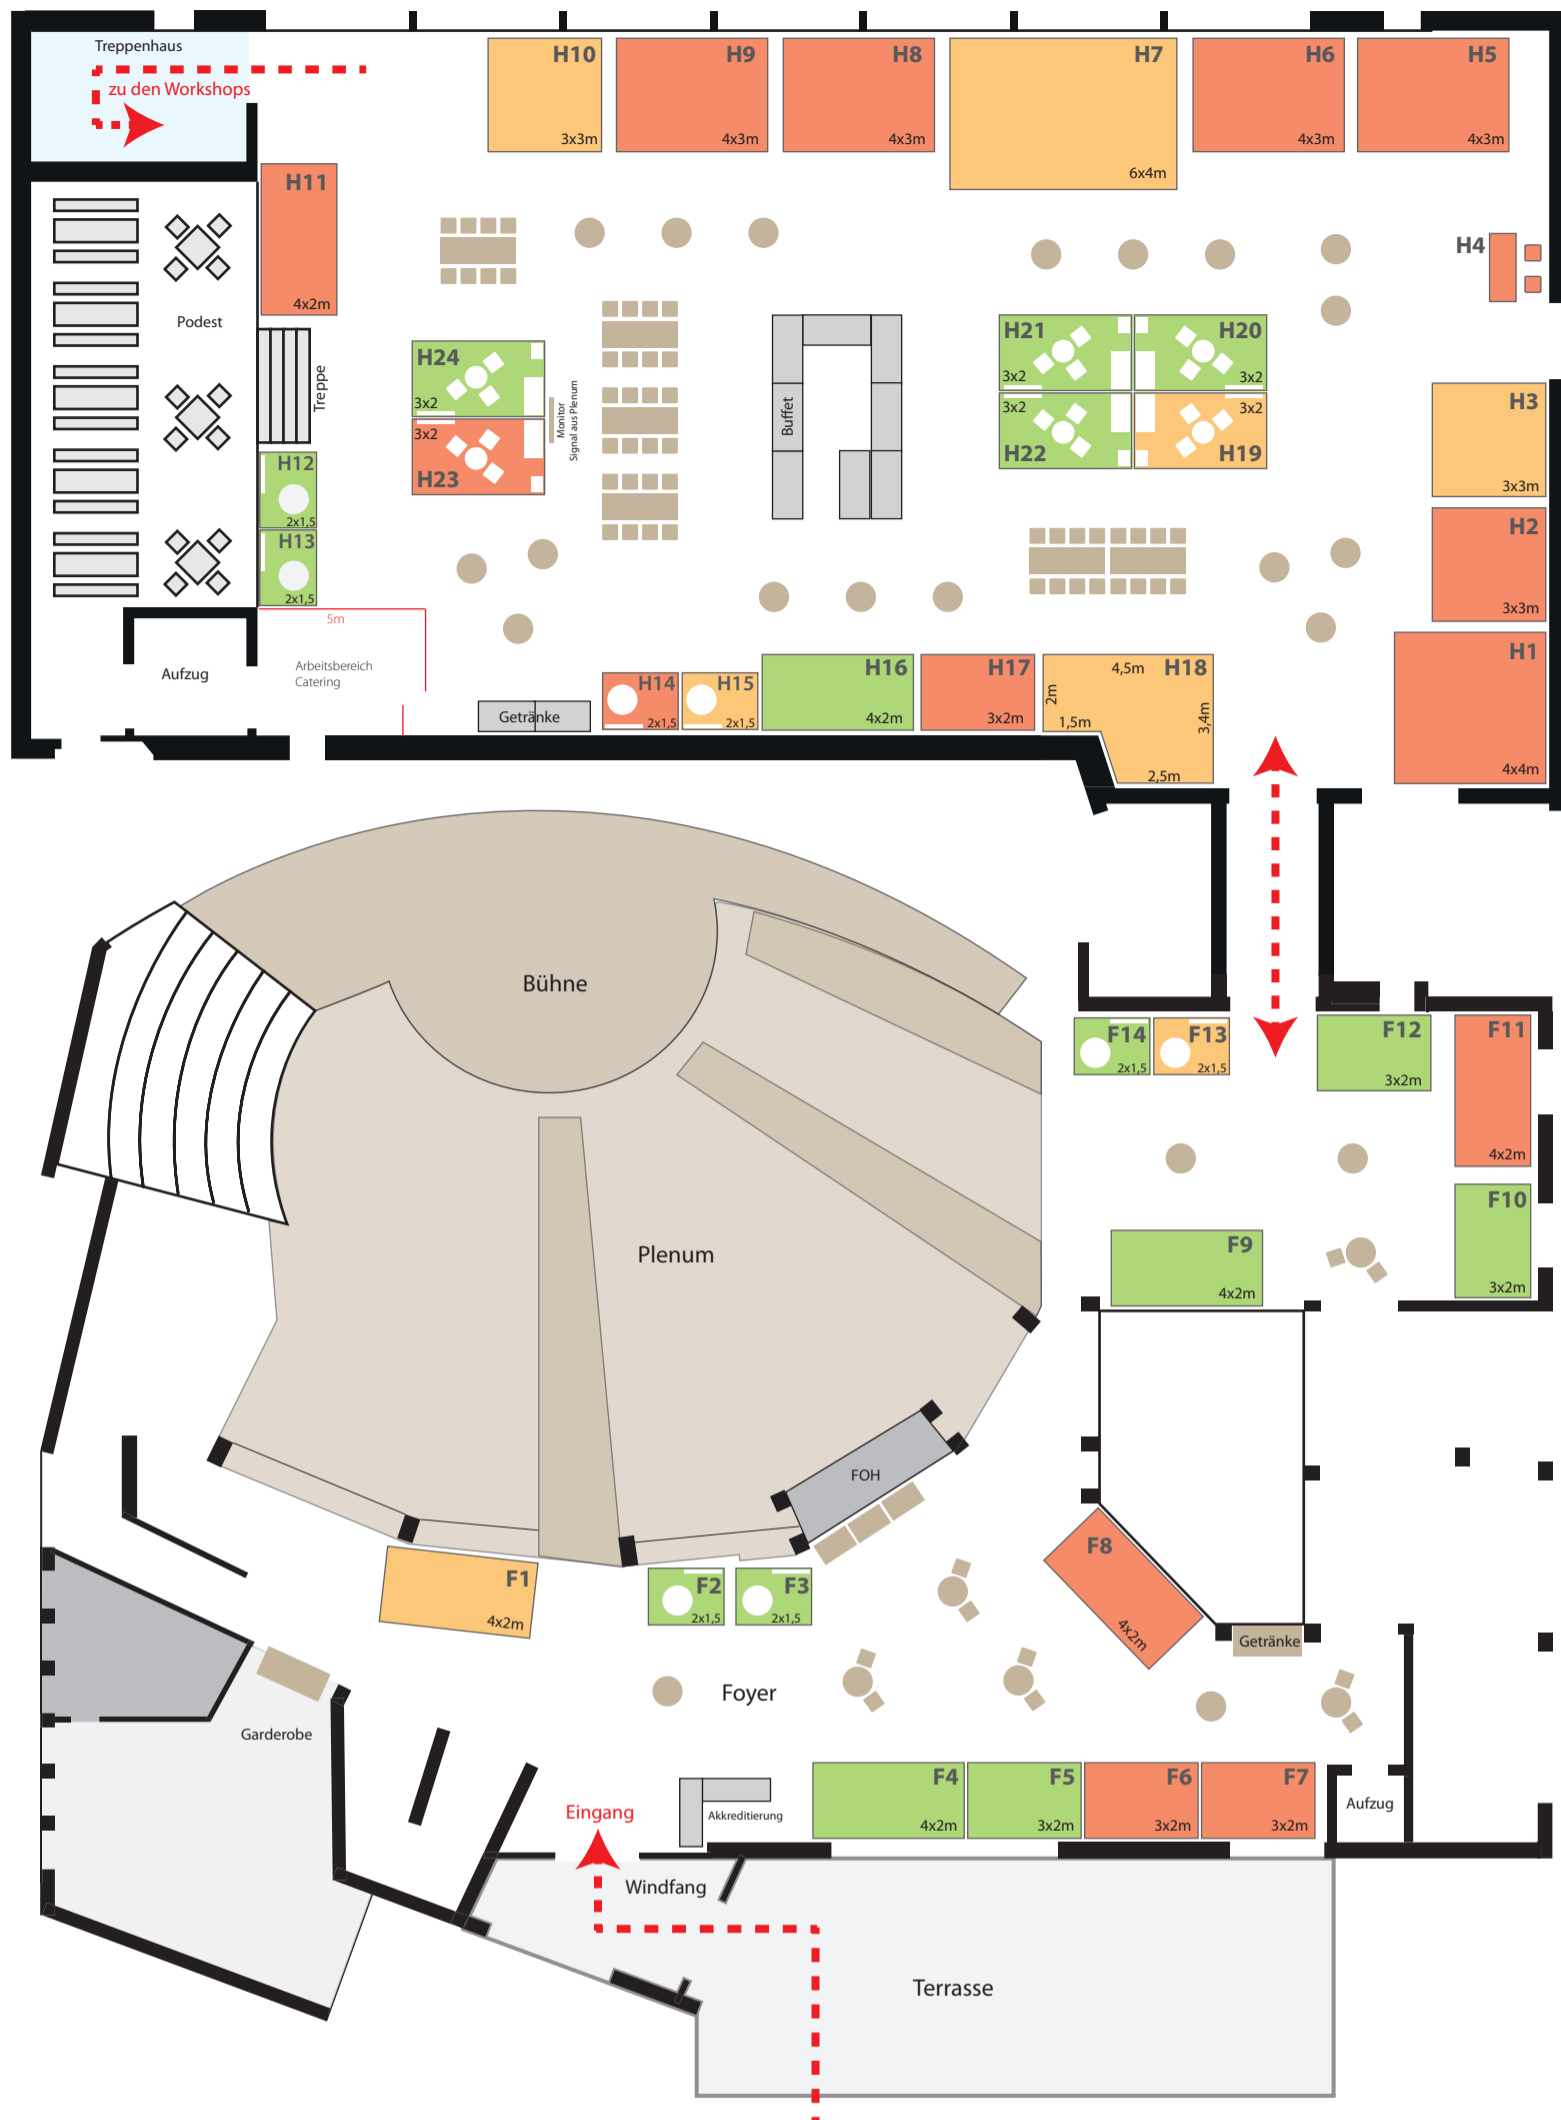 Treppenhaus
zu den Workshops
H10
3x3m
H9
4x3m
H8
4x3m
H7
6x4m
H6
4x3m
H5
4x3m
H11
4x2m
H4
Podest
Treppe
H24
3x2
3x2
H23
Monitor
Signal aus Plenum
Buffet
H21
3x2
H20
3x2
3x2
H22
3x2
H19
H3
3x3m
H12
2x1,5
H13
2x1,5
H2
3x3m
5m
Arbeitsbereich
Catering
Aufzug
Getränke
H14
2x1,5
H15
2x1,5
H16
4x2m
H17
3x2m
4,5m
H18
2m
1,5m
3,4m
2,5m
H1
4x4m
Bühne
F14
2x1,5
F13
2x1,5
F12
3x2m
F11
4x2m
F10
3x2m
Plenum
F9
4x2m
FOH
F8
4x2m
F1
4x2m
F2
2x1,5
F3
2x1,5
Getränke
Foyer
Garderobe
Eingang
Akkreditierung
F4
4x2m
F5
3x2m
F6
3x2m
F7
3x2m
Aufzug
Windfang
Terrasse